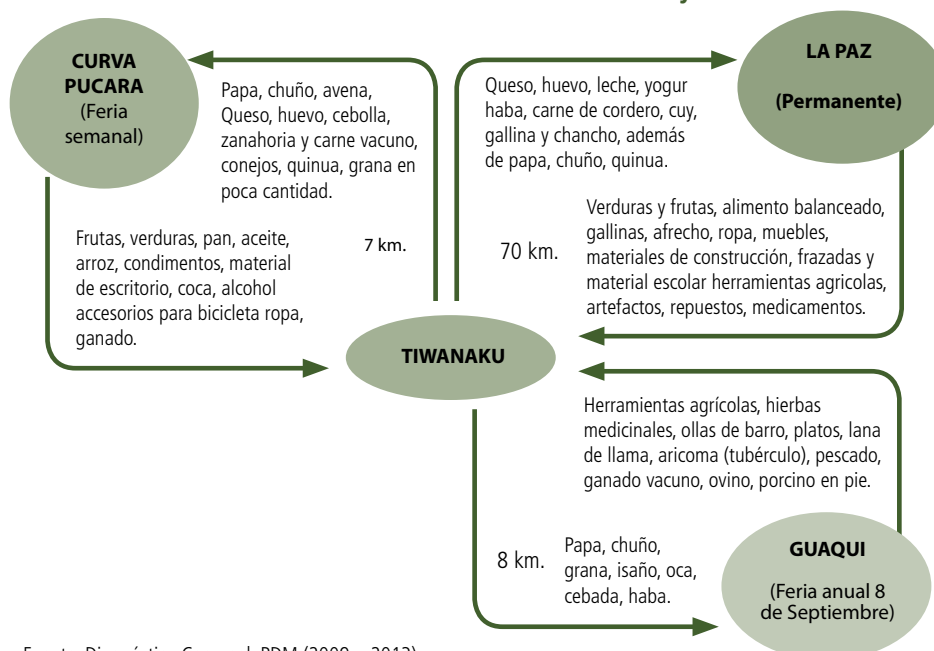 CURVA
PUCARA
(Feria
semanal)
Papa, chuño, avena,
Queso, huevo, cebolla,
zanahoria y carne vacuno,
conejos, quinua, grana en
poca cantidad.
Frutas, verduras, pan, aceite,
arroz, condimentos, material
de escritorio, coca, alcohol
accesorios para bicicleta ropa,
ganado.
7 km.
LA PAZ
(Permanente)
Queso, huevo, leche, yogur
haba, carne de cordero, cuy,
gallina y chancho, además
de papa, chuño, quinua.
70 km.
Verduras y frutas, alimento balanceado,
gallinas, afrecho, ropa, muebles,
materiales de construcción, frazadas y
material escolar herramientas agricolas,
artefactos, repuestos, medicamentos.
TIWANAKU
Herramientas agrícolas, hierbas
medicinales, ollas de barro, platos, lana
de llama, aricoma (tubérculo), pescado,
ganado vacuno, ovino, porcino en pie.
8 km.
Papa, chuño,
grana, isaño, oca,
cebada, haba.
GUAQUI
(Feria anual 8
de Septiembre)